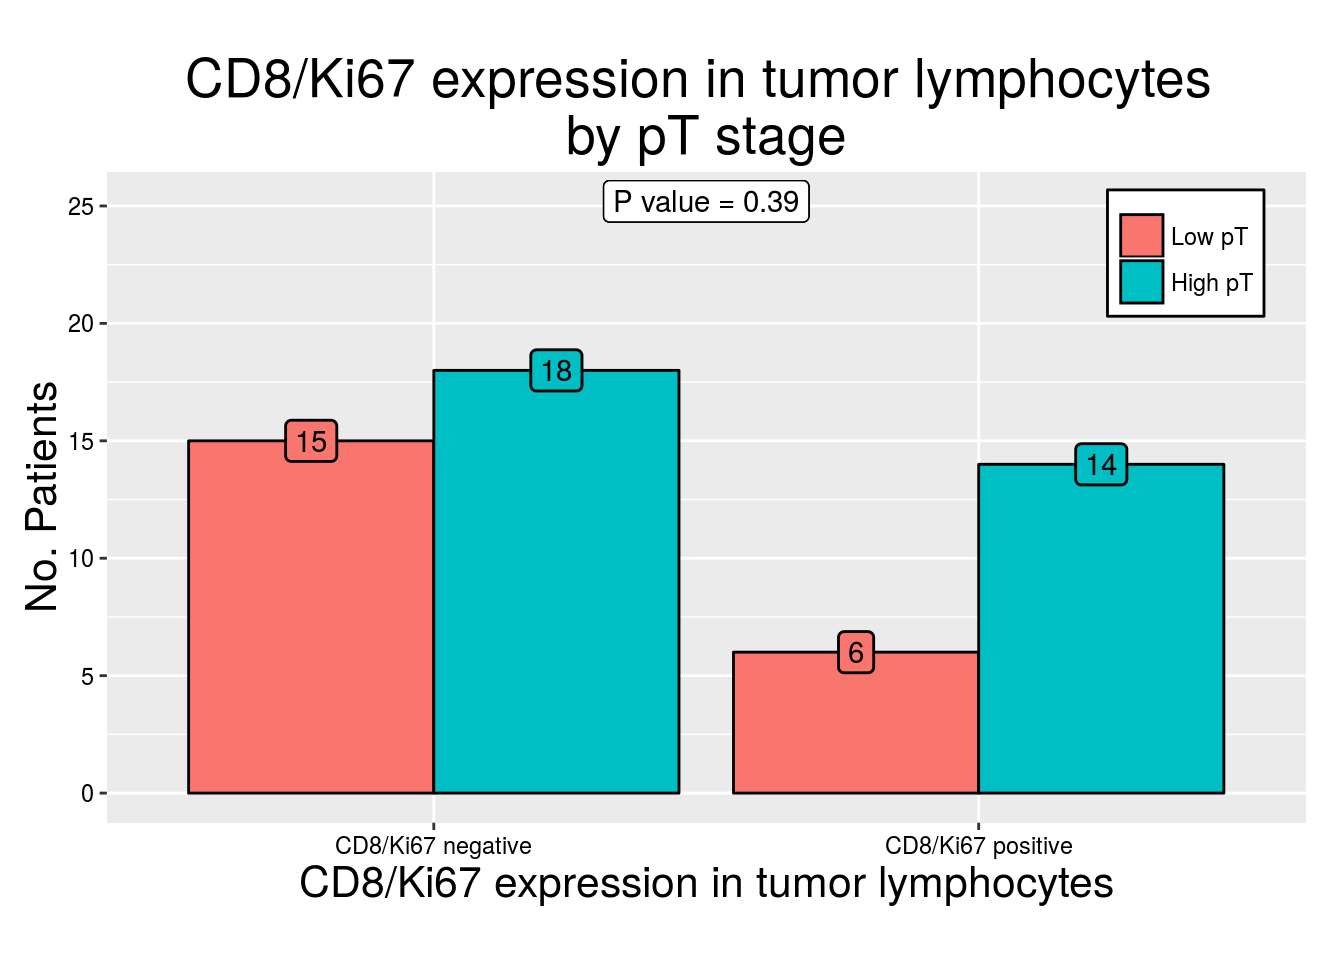 CD8/Ki67 expression in tumor lymphocytes
by pT stage
P value = 0.39
Low pT
High pT
No. Patients
25
20
15
10
5
0
15
18
6
14
CD8/Ki67 negative
CD8/Ki67 positive
CD8/Ki67 expression in tumor lymphocytes